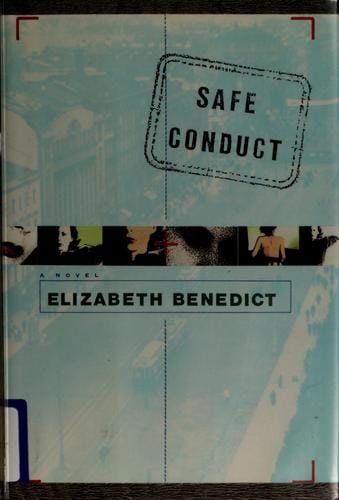 SAFE
CONDUCT
A NOVEL
ELIZABETH BENEDICT